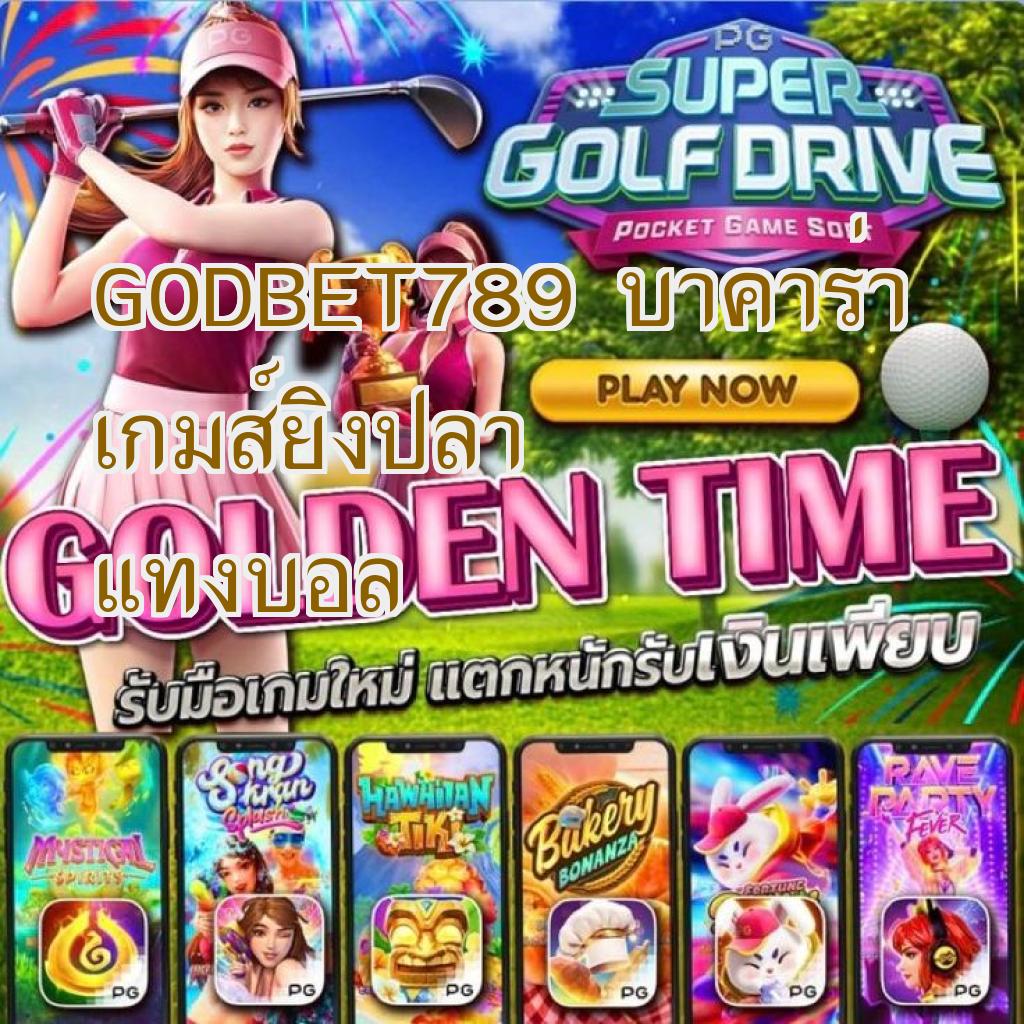 PG
SUPER
GOLF DRIVE
POCKET GAME SOFT
GODBET789 บาคาร่า
PLAY NOW
เกมส์ยิงปลา
GOLDEN TIME
แทงบอล
รับมือเกมใหม่ แตกหนักรับเงินเพียบ
MYSTICAL
SPIRITS
Songkran
Splash
HAWAIIAN
TIKI
Bakery
BONANZA
FORTUNE
RAVE
PARTY
FEVER
PG
PG
PG
PG
PG
PG